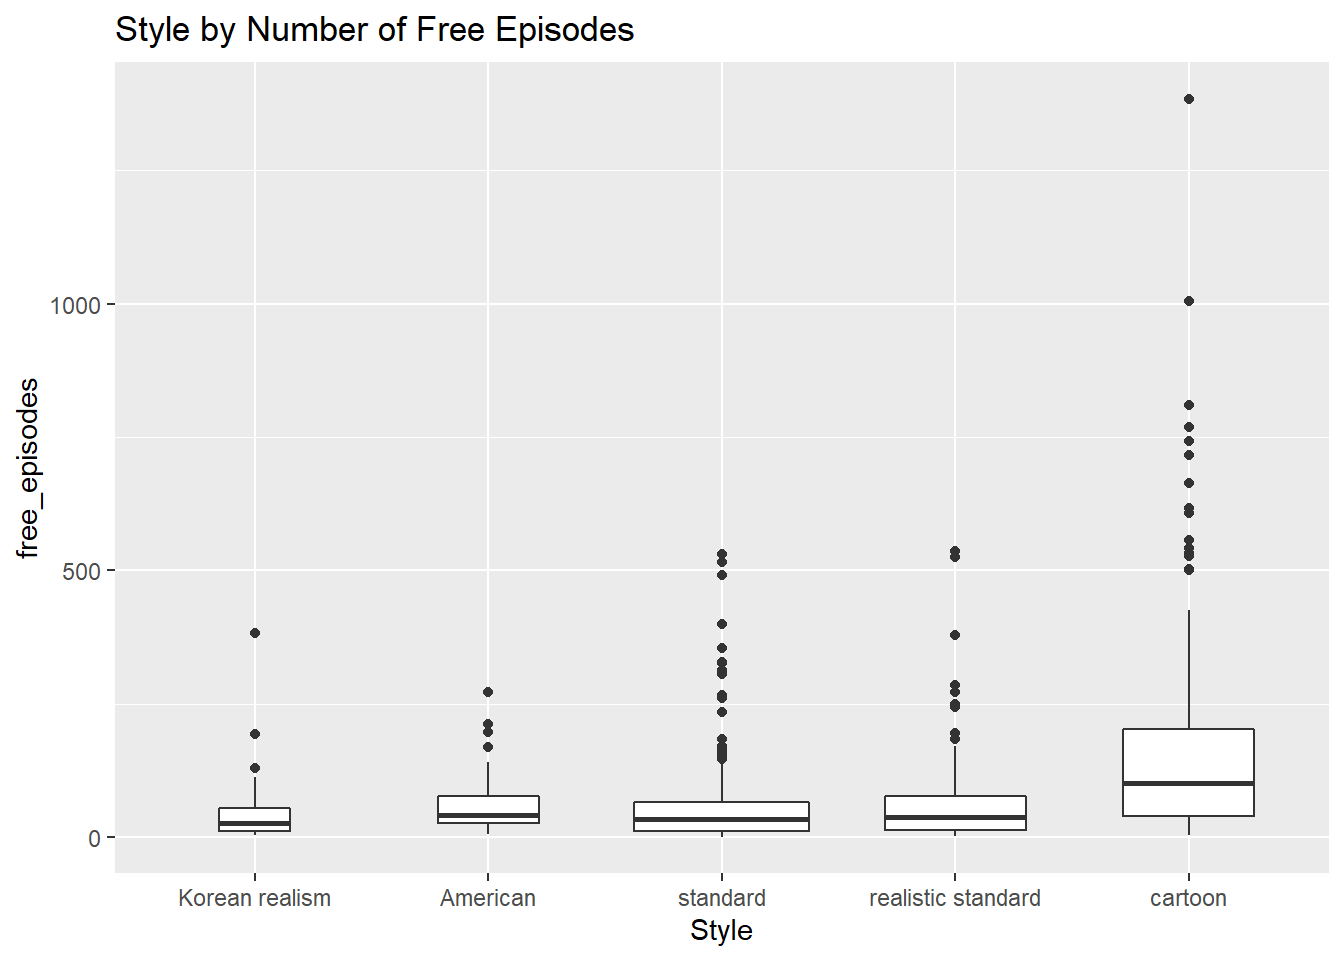 Style by Number of Free Episodes
free_episodes
1000
500
0
Korean realism
American
standard
realistic standard
cartoon
Style